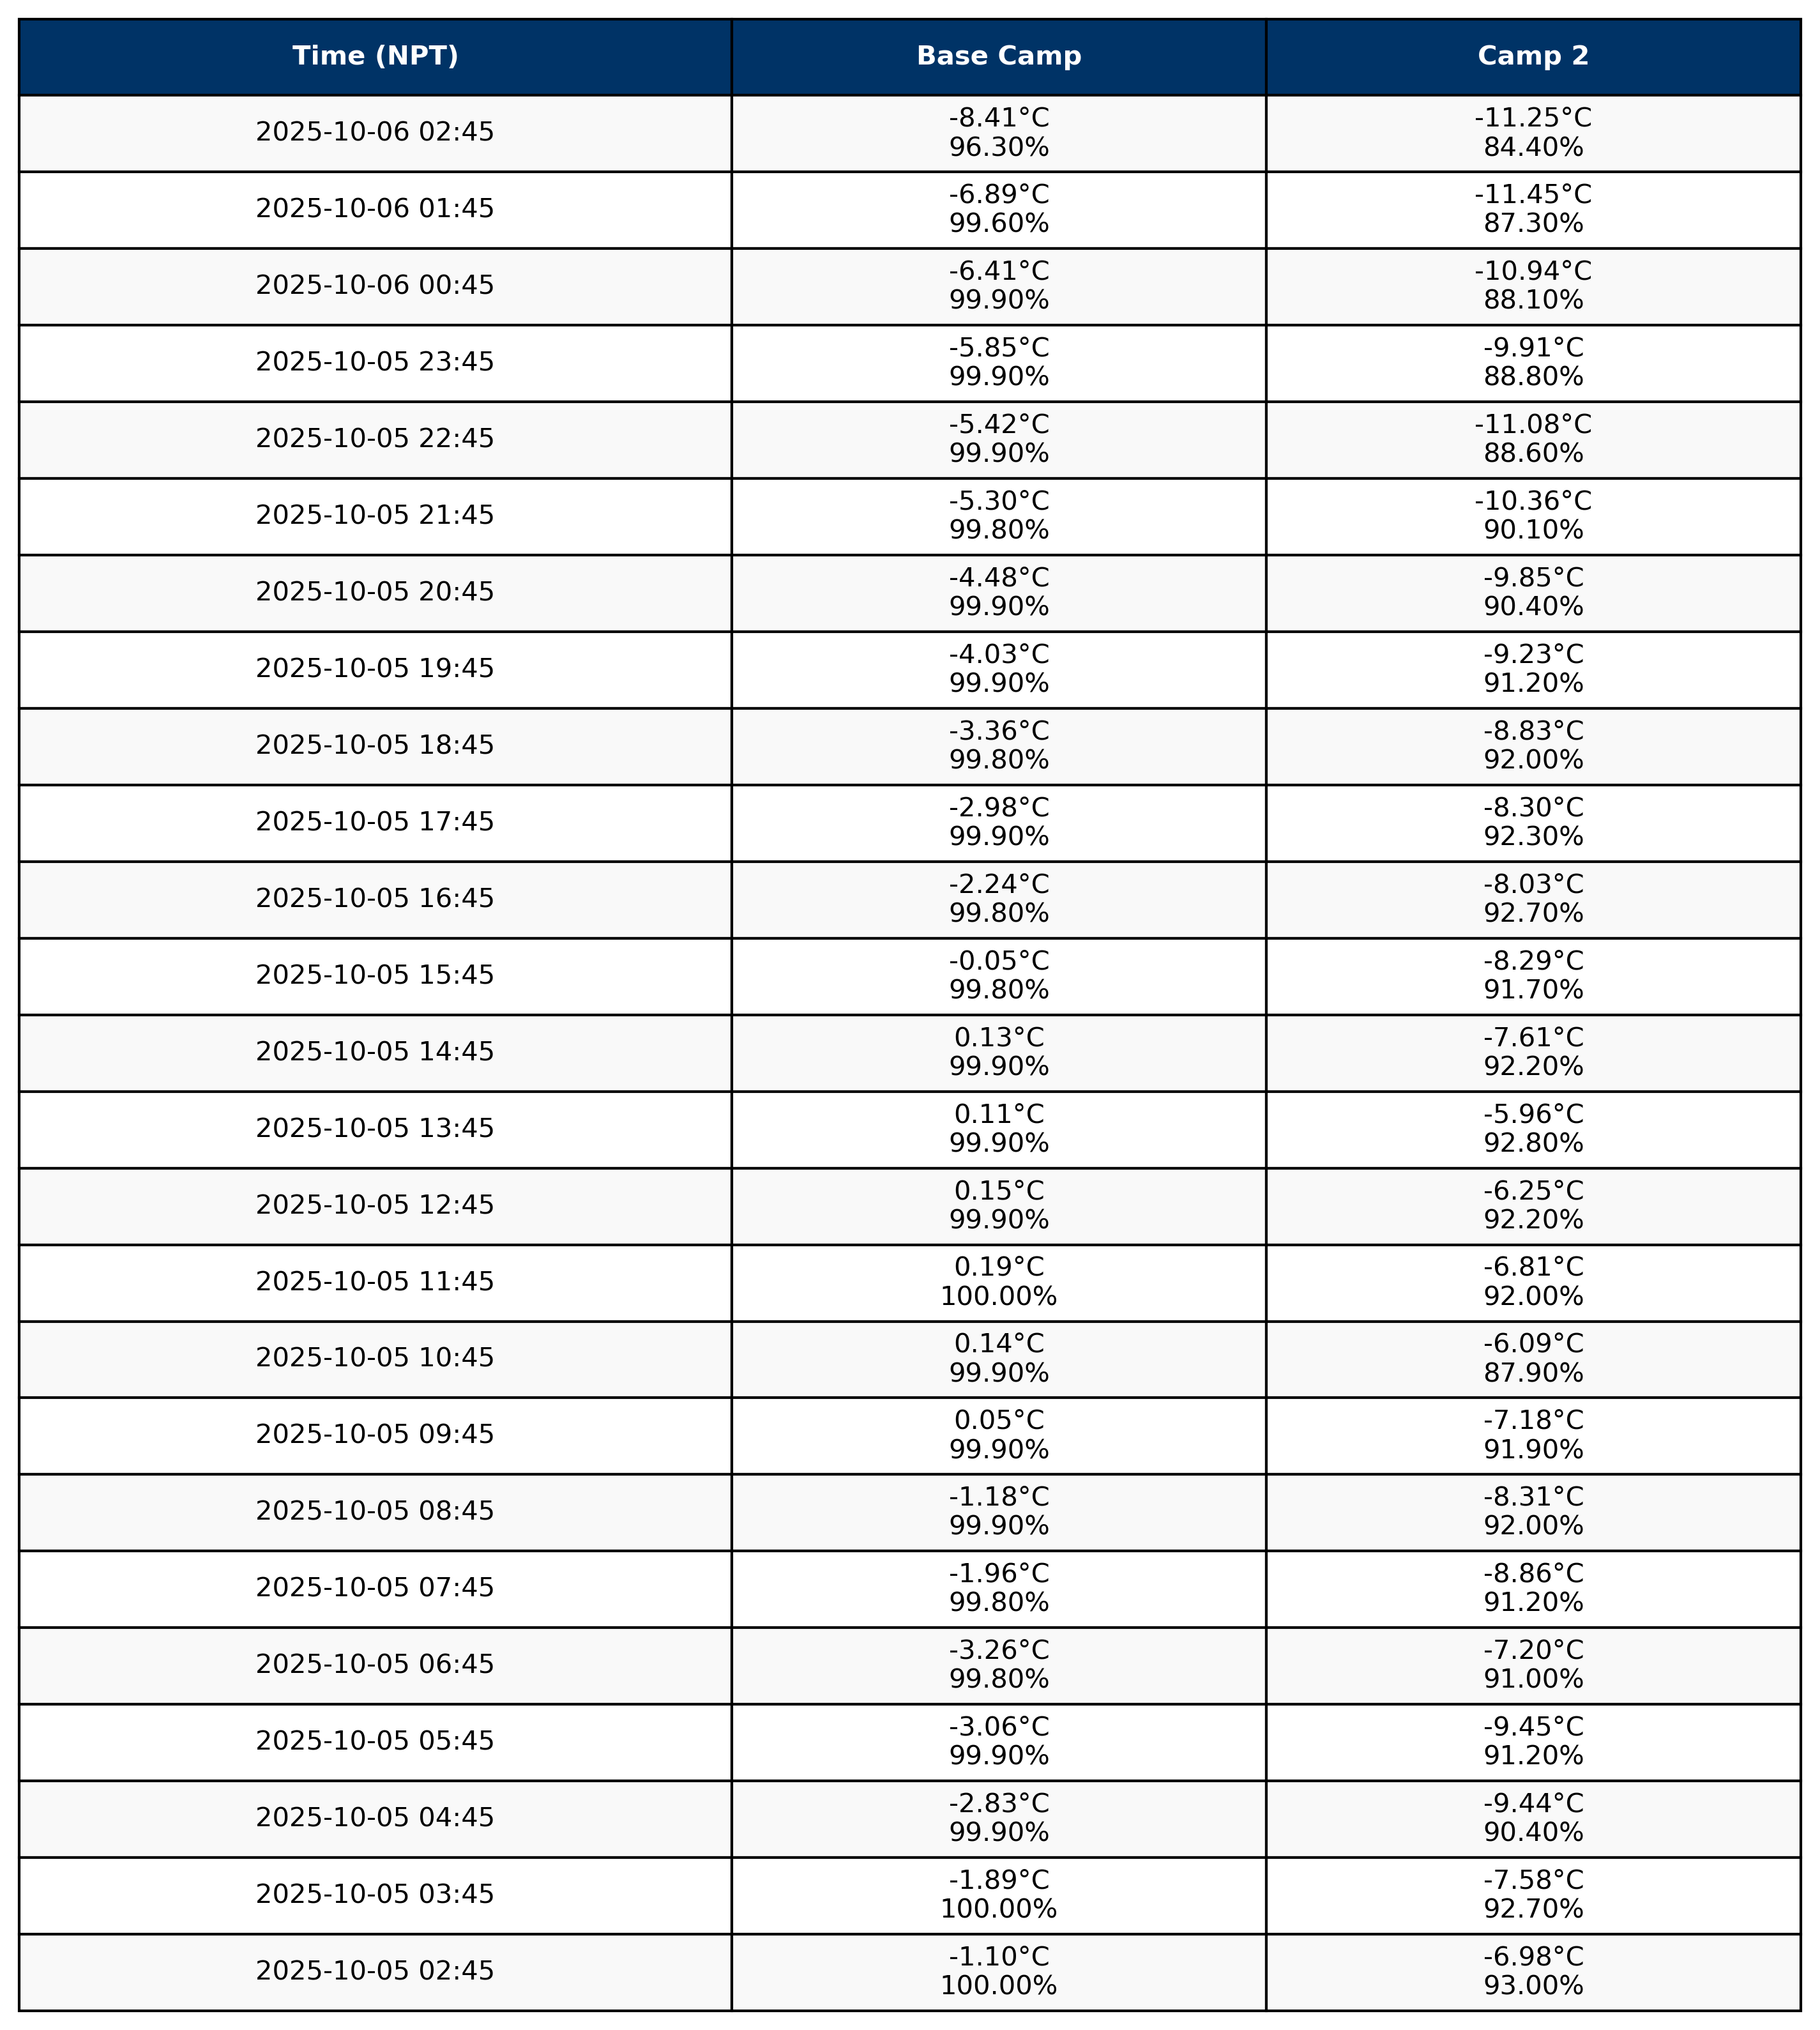 Time (NPT) Base Camp Camp 2
2025-10-06 02:45 -8.41°C -11.25°C
96.30% 84.40%
2025-10-06 01:45 -6.89°C -11.45°C
99.60% 87.30%
2025-10-06 00:45 -6.41°C -10.94°C
99.90% 88.10%
2025-10-05 23:45 -5.85°C -9.91°C
99.90% 88.80%
2025-10-05 22:45 -5.42°C -11.08°C
99.90% 88.60%
2025-10-05 21:45 -5.30°C -10.36°C
99.80% 90.10%
2025-10-05 20:45 -4.48°C -9.85°C
99.90% 90.40%
2025-10-05 19:45 -4.03°C -9.23°C
99.90% 91.20%
2025-10-05 18:45 -3.36°C -8.83°C
99.80% 92.00%
2025-10-05 17:45 -2.98°C -8.30°C
99.90% 92.30%
2025-10-05 16:45 -2.24°C -8.03°C
99.80% 92.70%
2025-10-05 15:45 -0.05°C -8.29°C
99.80% 91.70%
2025-10-05 14:45 0.13°C -7.61°C
99.90% 92.20%
2025-10-05 13:45 0.11°C -5.96°C
99.90% 92.80%
2025-10-05 12:45 0.15°C -6.25°C
99.90% 92.20%
2025-10-05 11:45 0.19°C -6.81°C
100.00% 92.00%
2025-10-05 10:45 0.14°C -6.09°C
99.90% 87.90%
2025-10-05 09:45 0.05°C -7.18°C
99.90% 91.90%
2025-10-05 08:45 -1.18°C -8.31°C
99.90% 92.00%
2025-10-05 07:45 -1.96°C -8.86°C
99.80% 91.20%
2025-10-05 06:45 -3.26°C -7.20°C
99.80% 91.00%
2025-10-05 05:45 -3.06°C -9.45°C
99.90% 91.20%
2025-10-05 04:45 -2.83°C -9.44°C
99.90% 90.40%
2025-10-05 03:45 -1.89°C -7.58°C
100.00% 92.70%
2025-10-05 02:45 -1.10°C -6.98°C
100.00% 93.00%